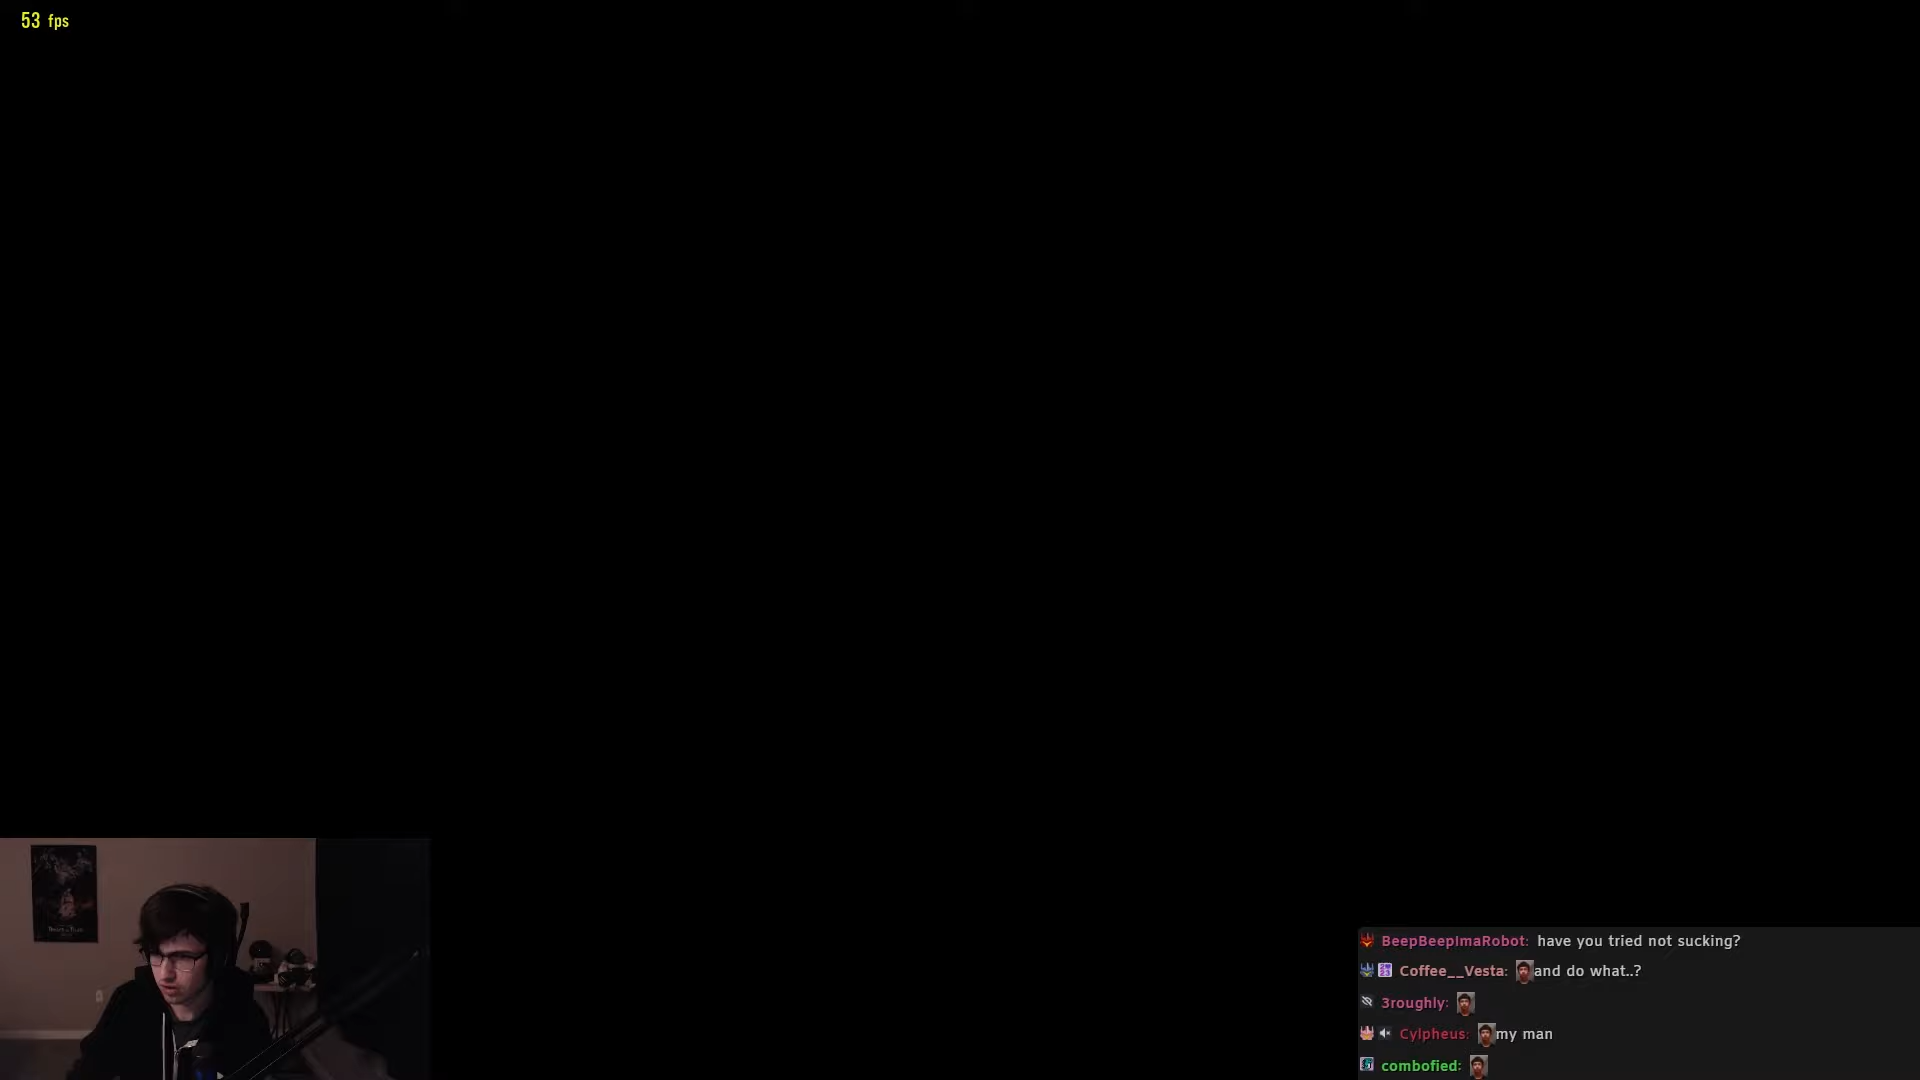 53 fps
BeepBeepImaRobot: have you tried not sucking?
Coffee__Vesta: and do what..?
3roughly:
Cylpheus: my man
combofied: